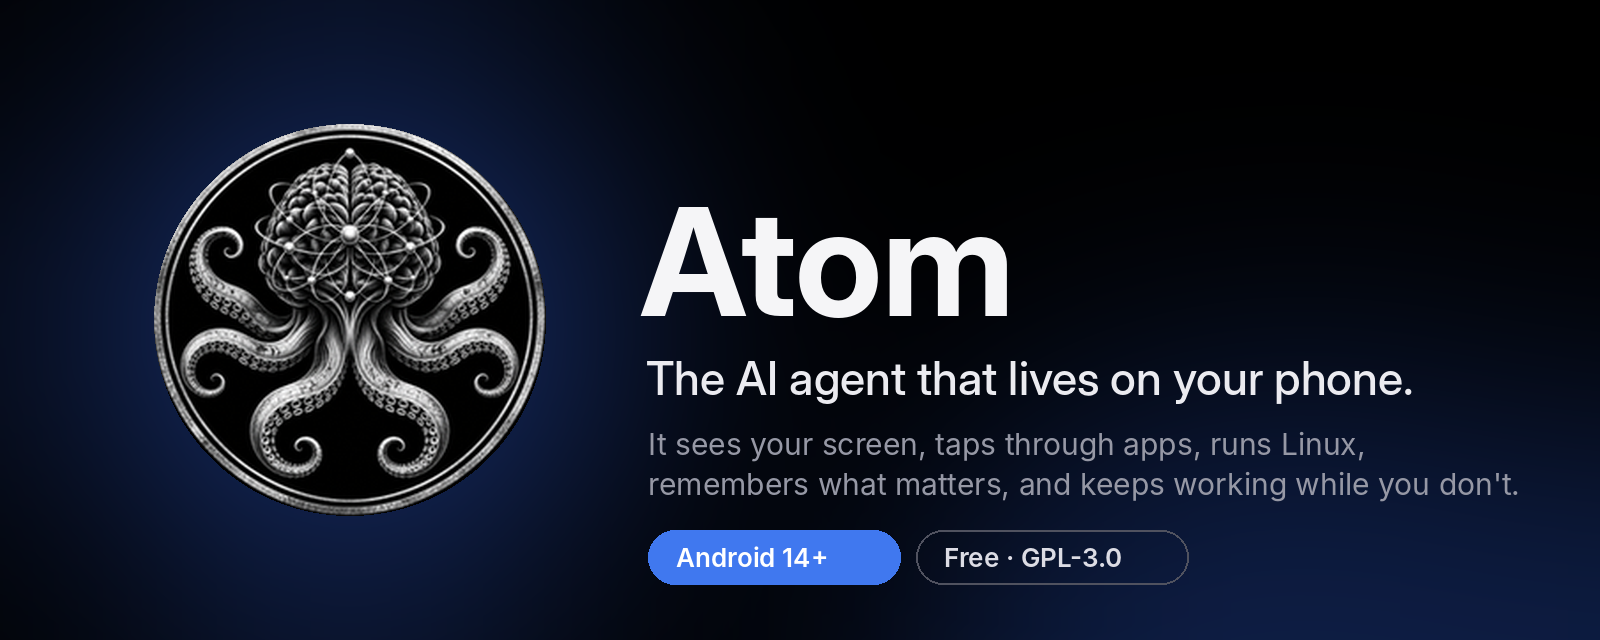 Atom
The AI agent that lives on your phone.
It sees your screen, taps through apps, runs Linux,
remembers what matters, and keeps working while you don't.
Android 14+
Free · GPL-3.0